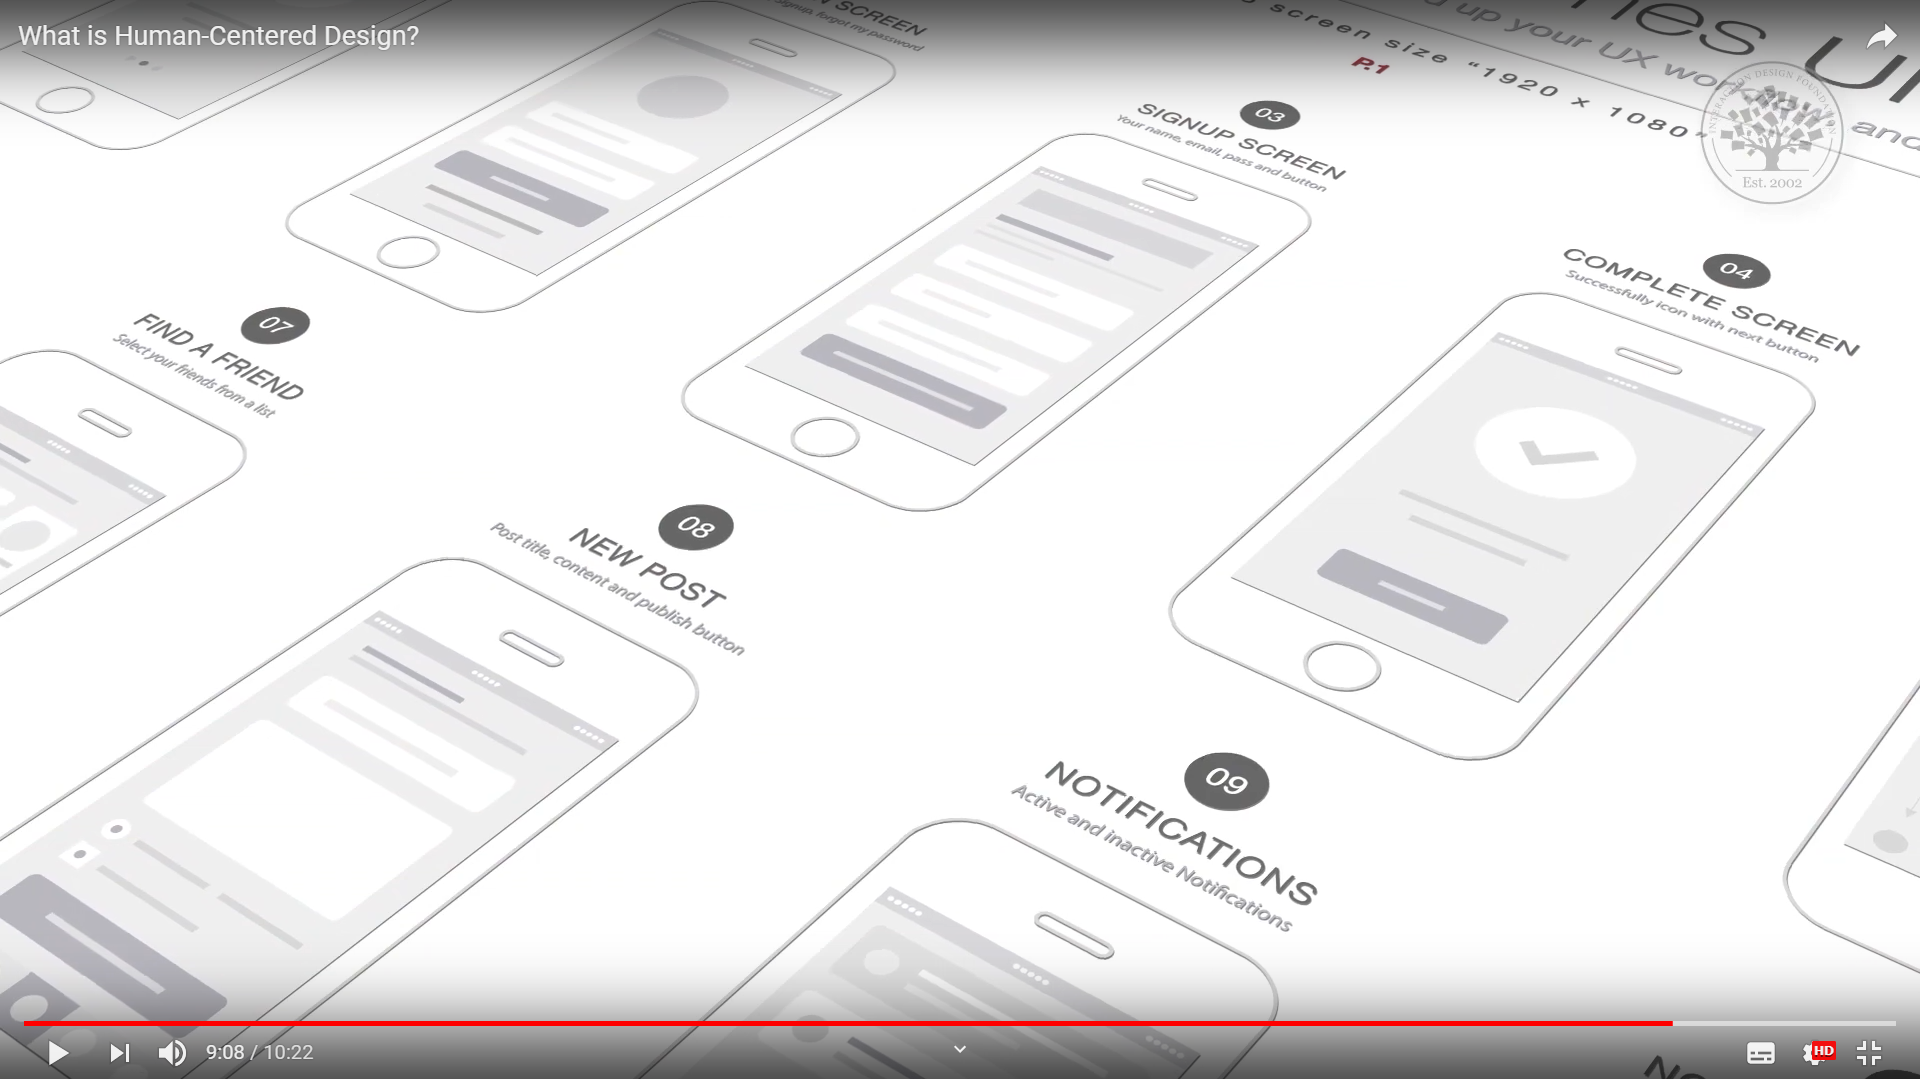 What is Human-Centered Design?
SCREEN
Signup, forgot my password
up your UX
screen size "1920 x 1080"
P.1
INTERACTION DESIGN FOUNDATION
Est. 2002
03
SIGNUP SCREEN
Your name, email, pass and button
04
COMPLETE SCREEN
Successfully icon with next button
07
FIND A FRIEND
Select your friends from a list
08
NEW POST
Post title, content and publish button
09
NOTIFICATIONS
Active and inactive Notifications
9:08 / 10:22
HD